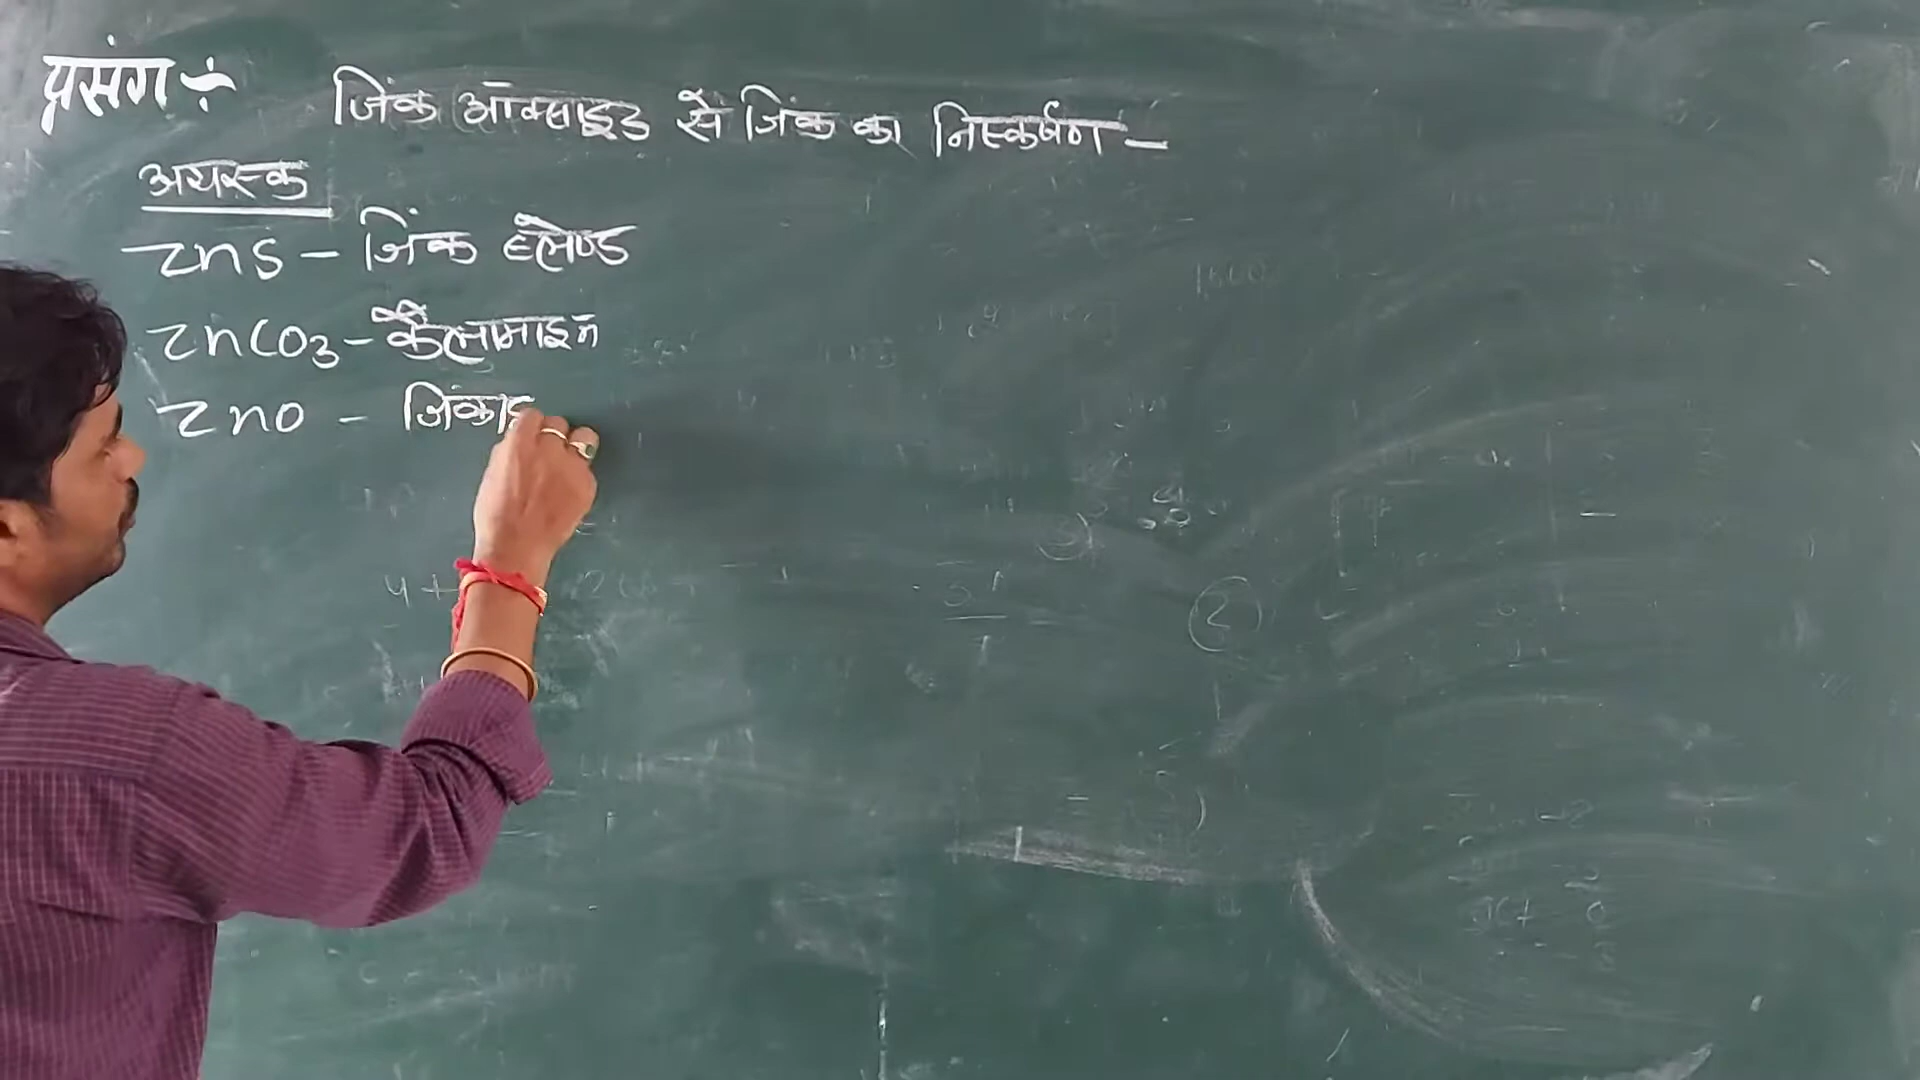 प्रसंग ÷ जिंक ऑक्साइड से जिंक का निस्कर्षण –
अयस्क
ZnS – जिंक ब्लेण्ड
ZnCO3 – कैलामाइन
ZnO – जिंकाइ